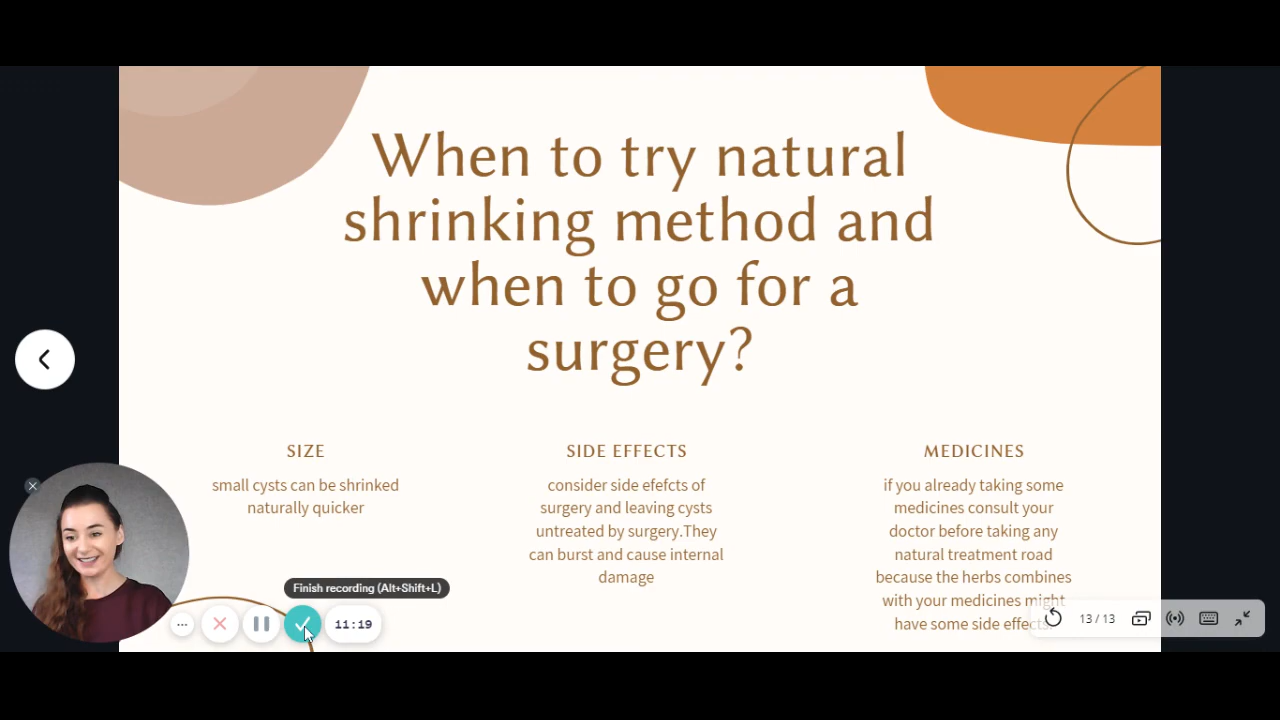 When to try natural
shrinking method and
when to go for a
surgery?
SIZE
small cysts can be shrinked
naturally quicker
SIDE EFFECTS
consider side efefcts of
surgery and leaving cysts
untreated by surgery.They
can burst and cause internal
damage
MEDICINES
if you already taking some
medicines consult your
doctor before taking any
natural treatment road
because the herbs combines
with your medicines might
have some side effects
Finish recording (Alt+Shift+L)
11:19
13 / 13